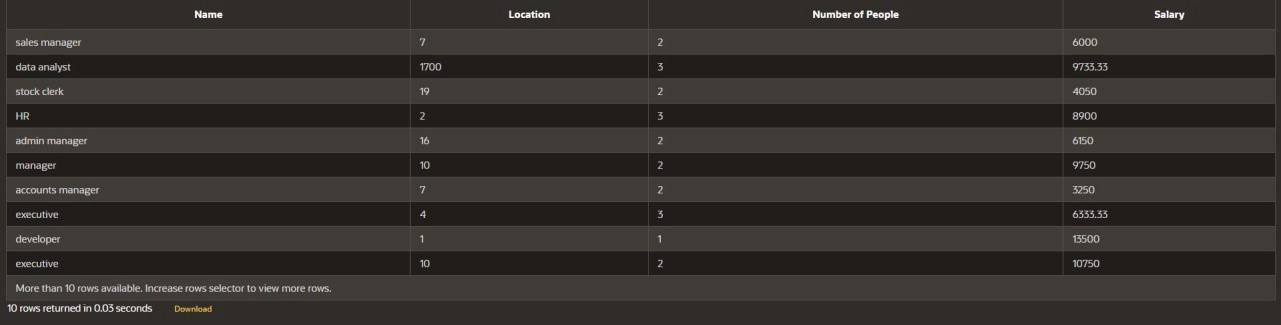 Name Location Number of People Salary
sales manager 7 2 6000
data analyst 1700 3 9733.33
stock clerk 19 2 4050
HR 2 3 8900
admin manager 16 2 6150
manager 10 2 9750
accounts manager 7 2 3250
executive 4 3 6333.33
developer 1 1 13500
executive 10 2 10750
More than 10 rows available. Increase rows selector to view more rows.
10 rows returned in 0.03 seconds Download